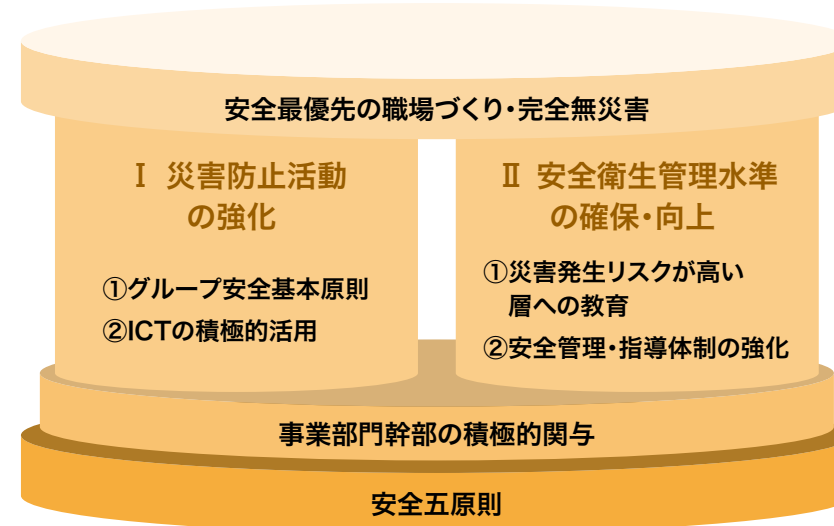 安全最優先の職場づくり・完全無災害
Ⅰ 災害防止活動
の強化
①グループ安全基本原則
②ICTの積極的活用
Ⅱ 安全衛生管理水準
の確保・向上
①災害発生リスクが高い
層への教育
②安全管理・指導体制の強化
事業部門幹部の積極的関与
安全五原則